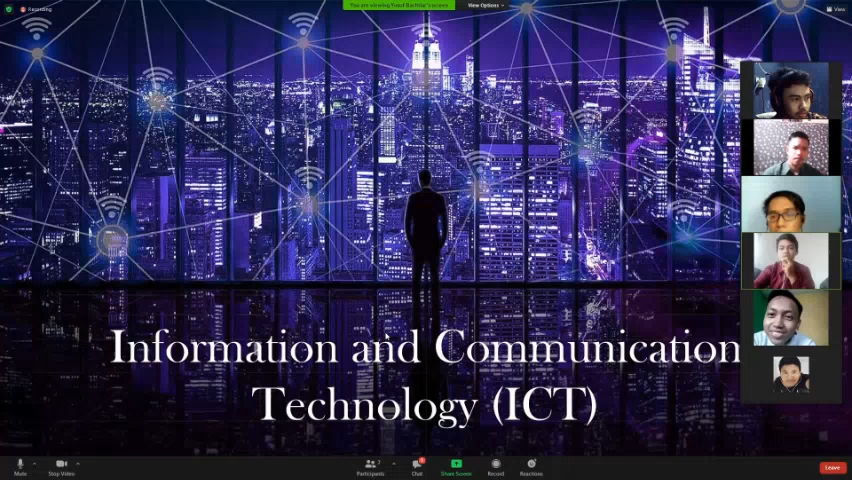 Recording
You are viewing Yusuf Bachtiar's screen
View Options
View
Information and Communication
Technology (ICT)
Mute
Stop Video
Participants
7
Chat
Share Screen
Record
Reactions
Leave